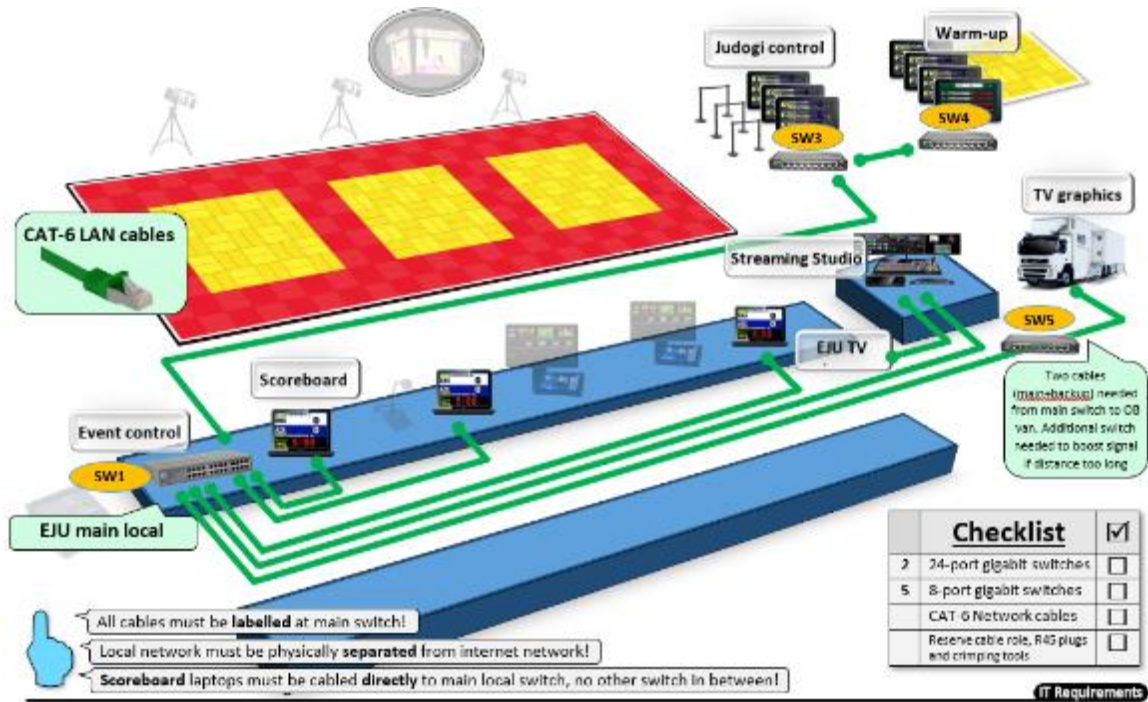 Judogi control
Warm-up
SW3
SW4
TV graphics
CAT-6 LAN cables
Streaming Studio
SW5
EJU TV
Scoreboard
Two cables
(main+backup) needed
from main switch to OB
van. Additional switch
needed to boost signal
if distance too long
Event control
SW1
EJU main local
Checklist
2 24-port gigabit switches
5 8-port gigabit switches
CAT-6 Network cables
Reserve cable role, R45 plugs
and crimping tools
All cables must be labelled at main switch!
Local network must be physically separated from internet network!
Scoreboard laptops must be cabled directly to main local switch, no other switch in between!
IT Requirements